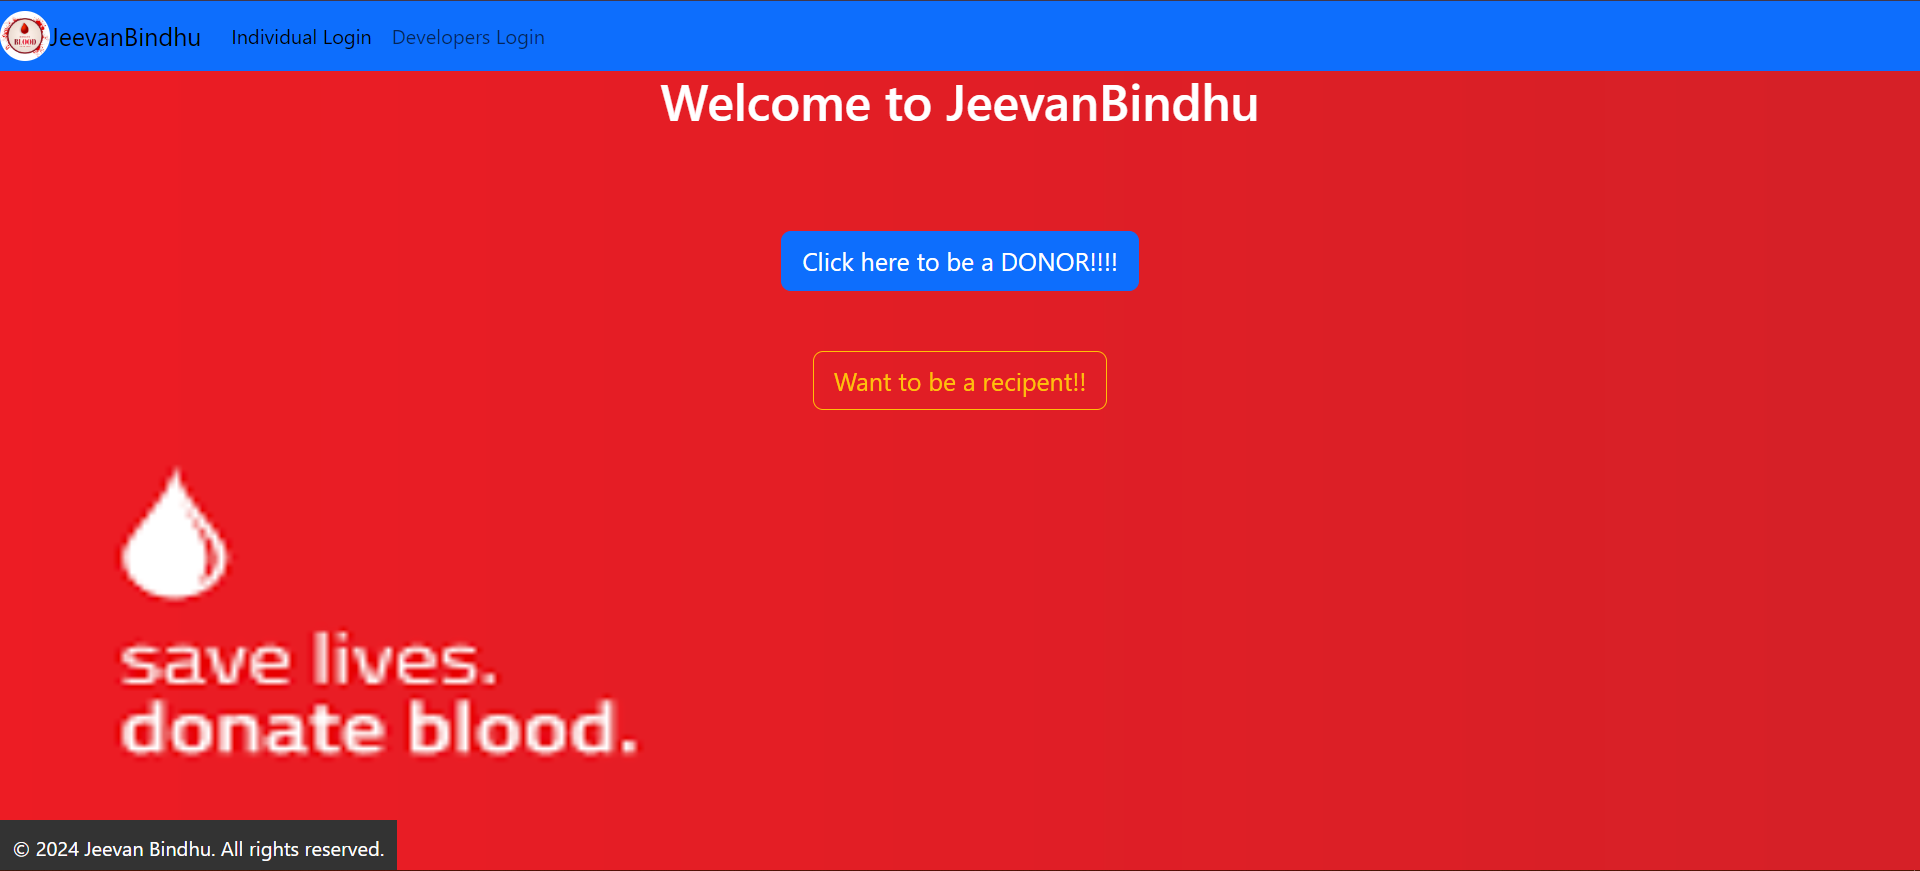 BLOOD
JeevanBindhu
Individual Login
Developers Login
Welcome to JeevanBindhu
Click here to be a DONOR!!!!
Want to be a recipent!!
save lives.
donate blood.
© 2024 Jeevan Bindhu. All rights reserved.